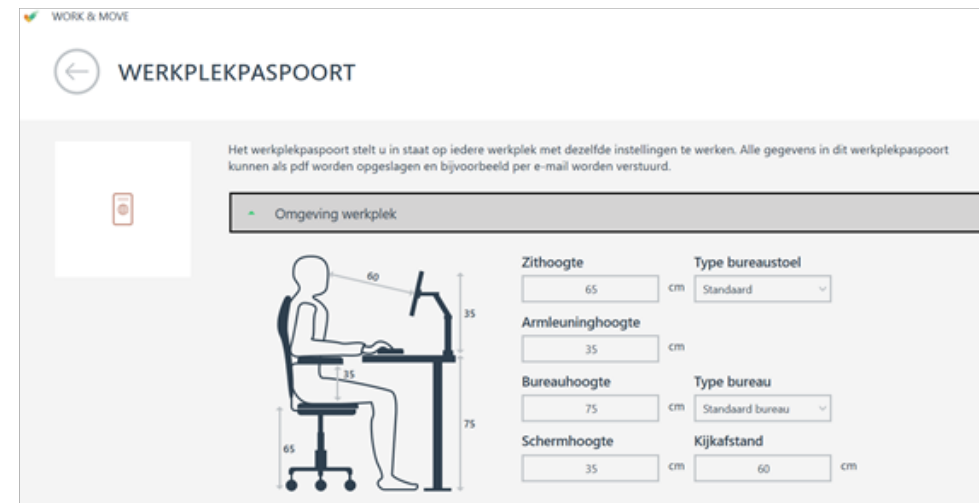 WORK & MOVE
WERKPLEKPASPOORT
Het werkplekpaspoort stelt u in staat op iedere werkplek met dezelfde instellingen te werken. Alle gegevens in dit werkplekpaspoort
kunnen als pdf worden opgeslagen en bijvoorbeeld per e-mail worden verstuurd.
Omgeving werkplek
60
35
35
75
65
Zithoogte
65 cm
Type bureaustoel
Standaard
Armleuninghoogte
35 cm
Bureauhoogte
75 cm
Type bureau
Standaard bureau
Schermhoogte
35 cm
Kijkafstand
60 cm